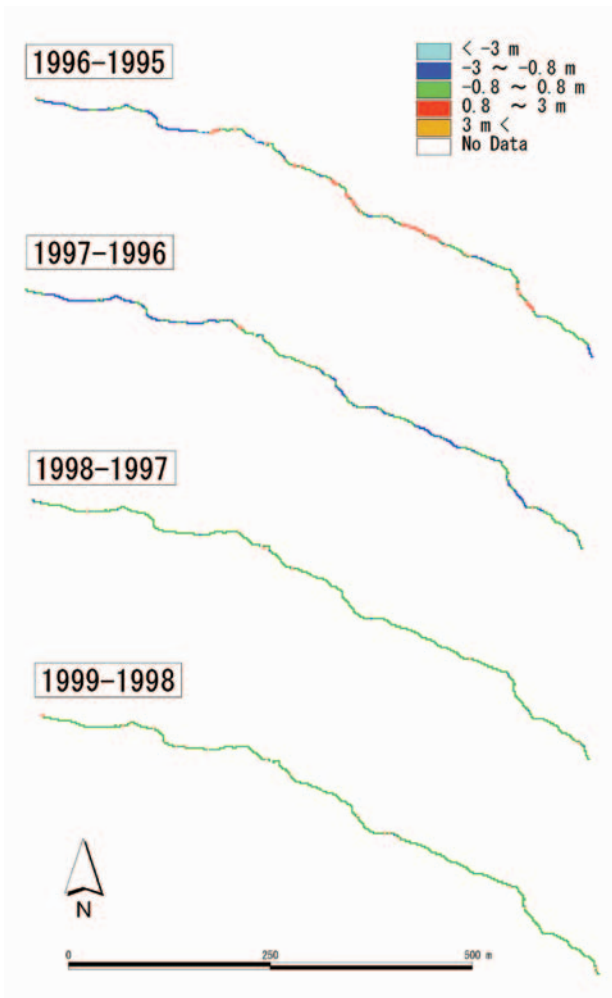 1996-1995
< -3 m
-3 ~ -0.8 m
-0.8 ~ 0.8 m
0.8 ~ 3 m
3 m <
No Data
1997-1996
1998-1997
1999-1998
N
0 250 500 m